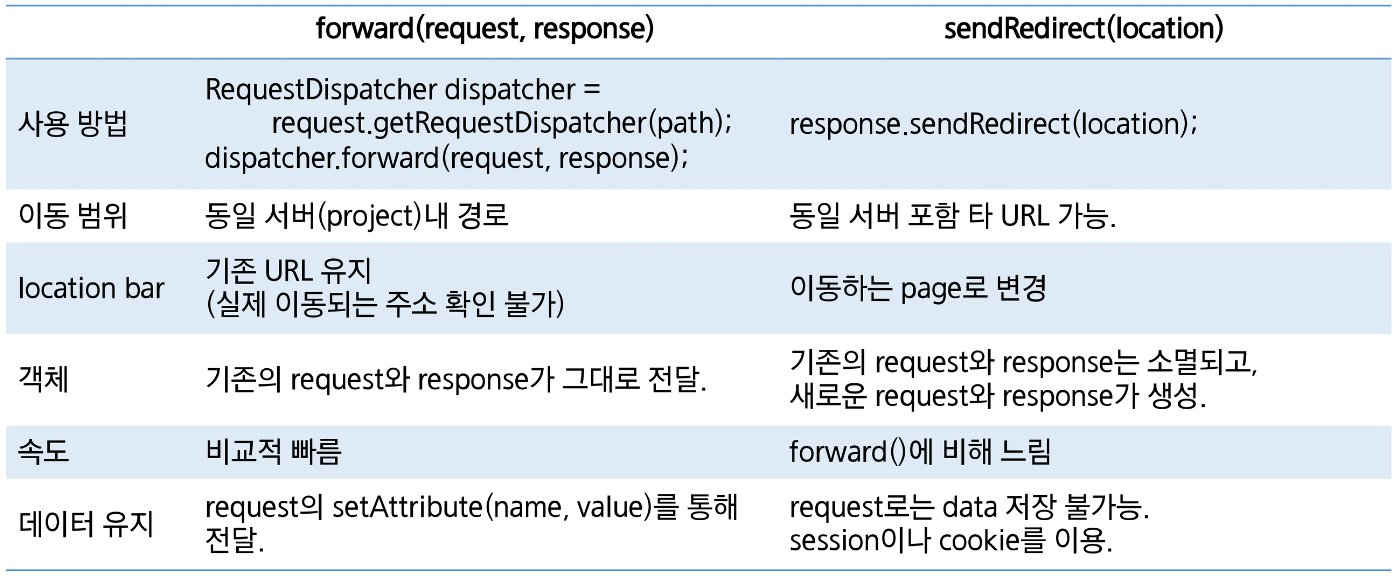 forward(request, response) sendRedirect(location)
사용 방법
RequestDispatcher dispatcher =
request.getRequestDispatcher(path);
dispatcher.forward(request, response);
response.sendRedirect(location);
이동 범위
동일 서버(project)내 경로
동일 서버 포함 타 URL 가능.
location bar
기존 URL 유지
(실제 이동되는 주소 확인 불가)
이동하는 page로 변경
객체
기존의 request와 response가 그대로 전달.
기존의 request와 response는 소멸되고,
새로운 request와 response가 생성.
속도
비교적 빠름
forward()에 비해 느림
데이터 유지
request의 setAttribute(name, value)를 통해
전달.
request로는 data 저장 불가능.
session이나 cookie를 이용.